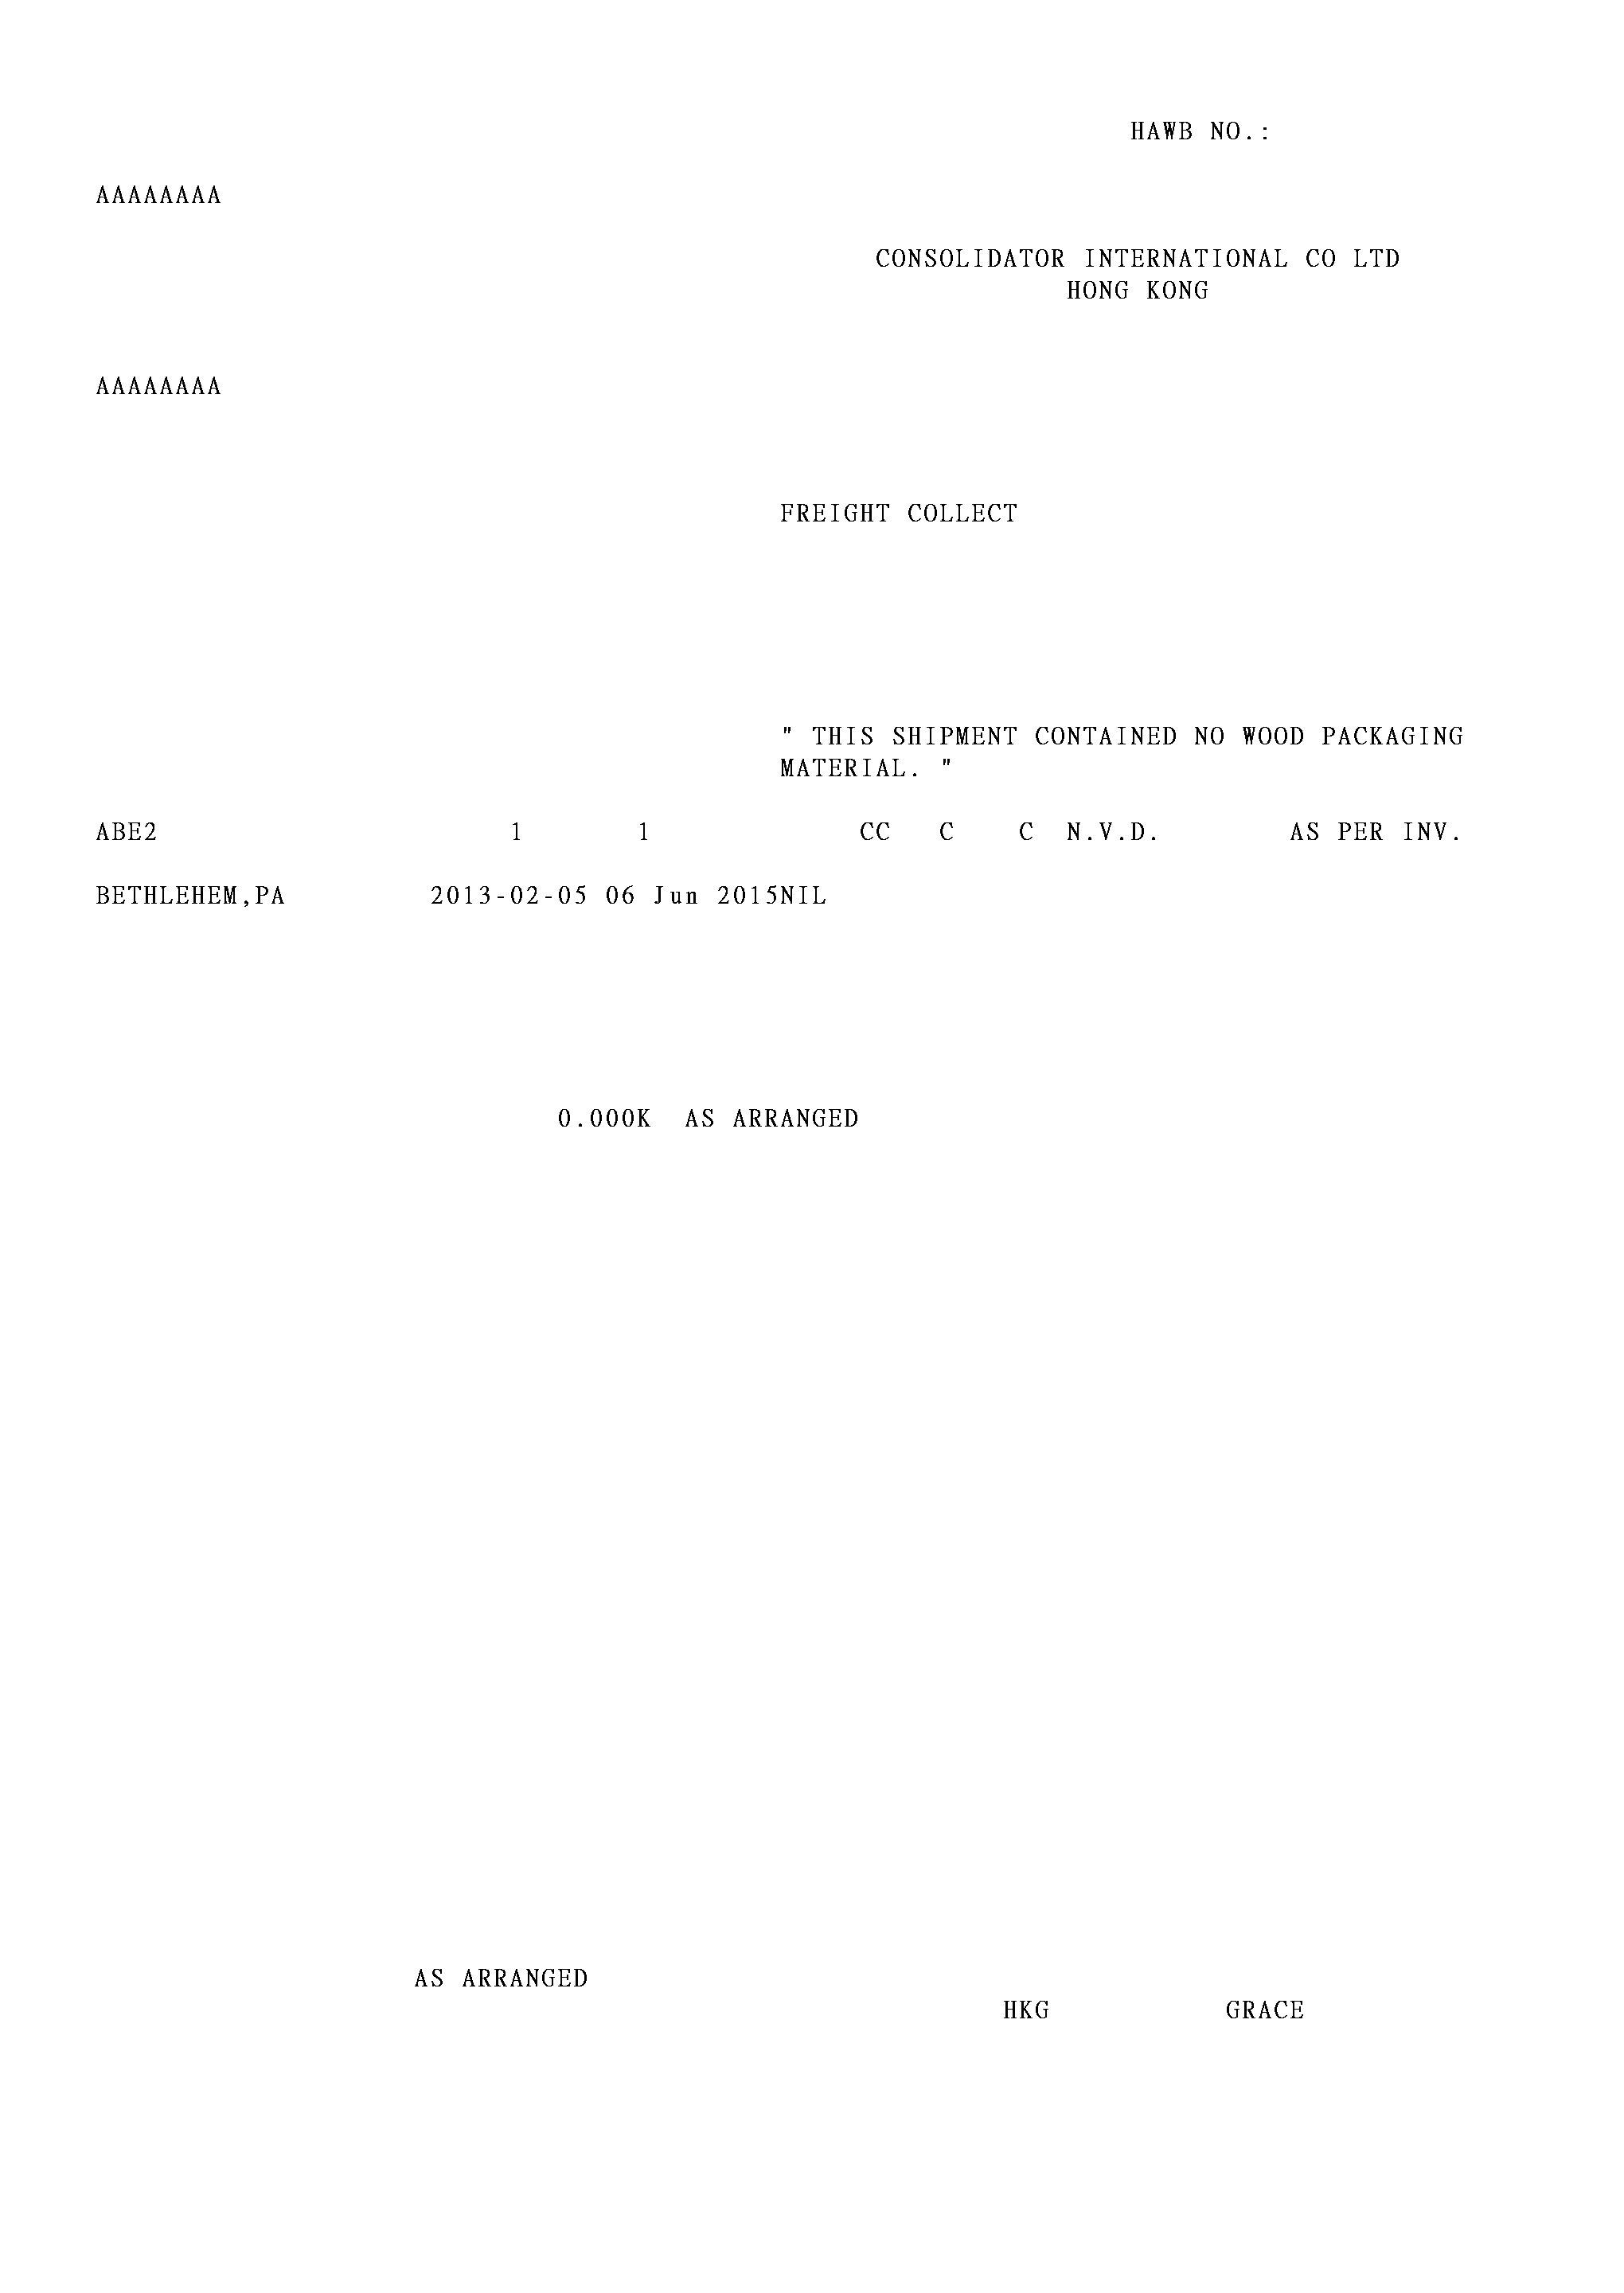 HAWB NO.:
AAAAAAAA
CONSOLIDATOR INTERNATIONAL CO LTD
HONG KONG
AAAAAAAA
FREIGHT COLLECT
" THIS SHIPMENT CONTAINED NO WOOD PACKAGING
MATERIAL. "
ABE2 1 1 CC C C N.V.D. AS PER INV.
BETHLEHEM,PA 2013-02-05 06 Jun 2015NIL
0.000K AS ARRANGED
AS ARRANGED
HKG GRACE